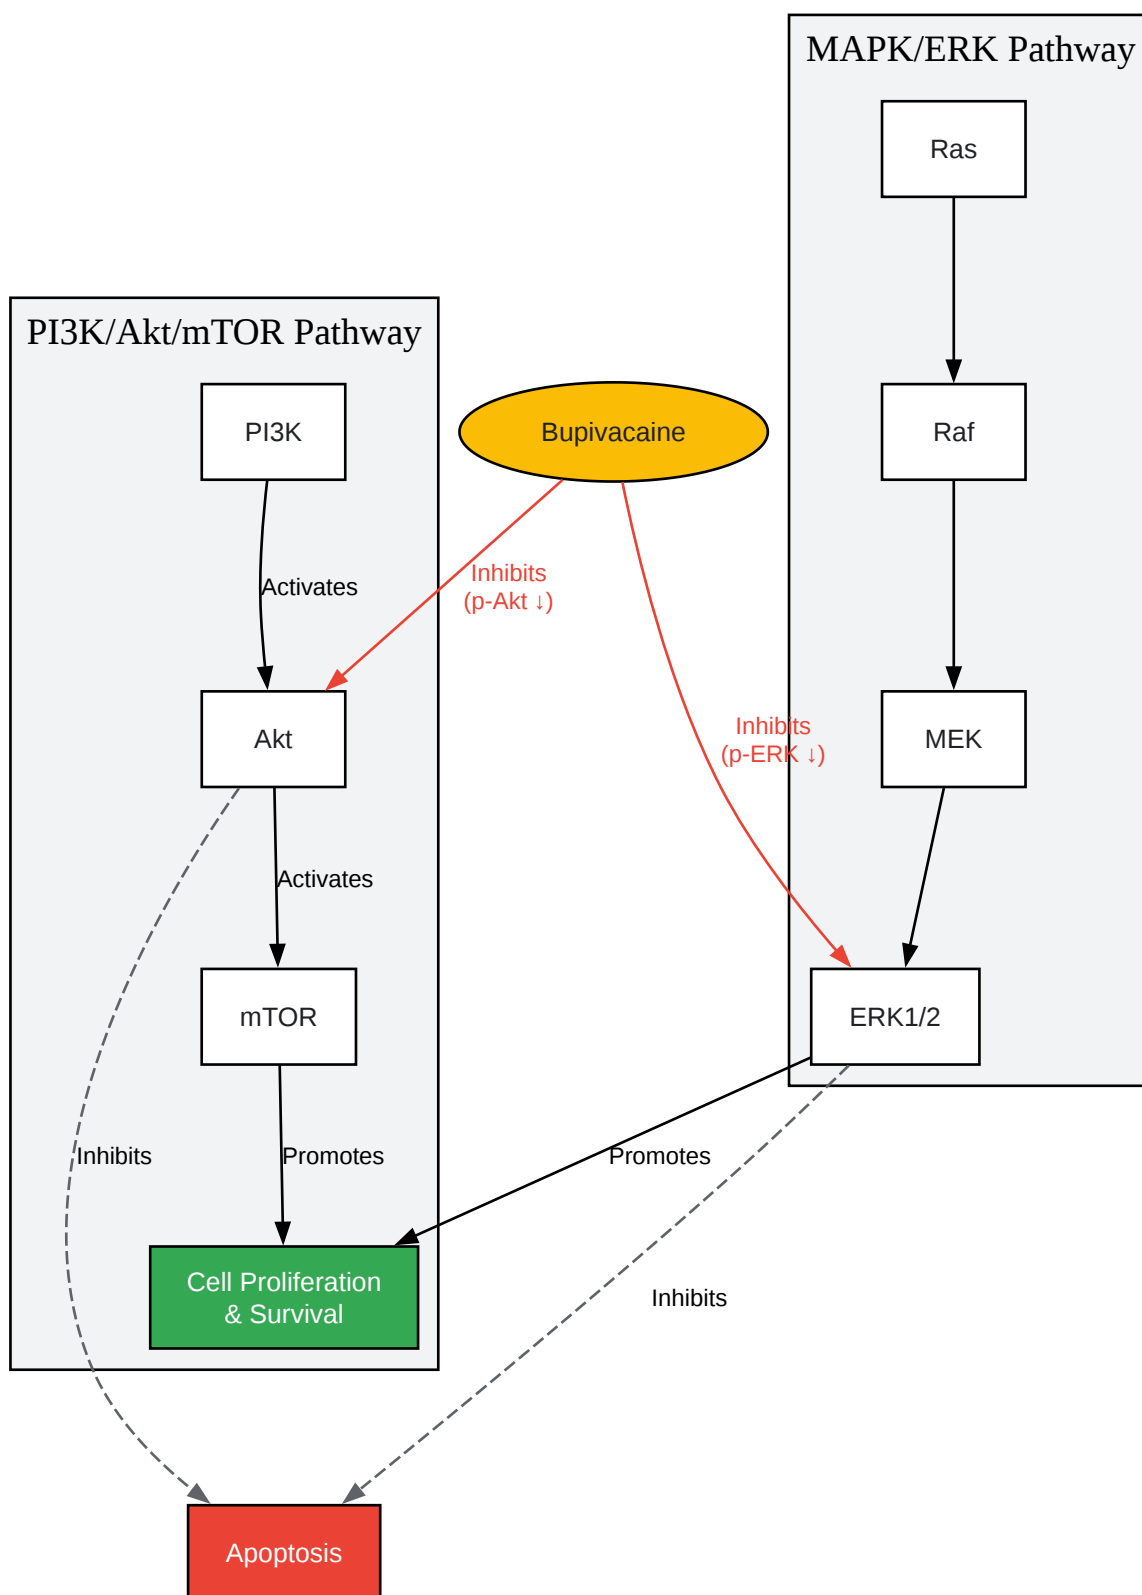 MAPK/ERK Pathway
Ras
PI3K/Akt/mTOR Pathway
PI3K
Bupivacaine
Raf
Activates
Inhibits
(p-Akt ↓)
Akt
Inhibits
(p-ERK ↓)
MEK
Activates
mTOR
ERK1/2
Inhibits
Promotes
Promotes
Cell Proliferation
& Survival
Inhibits
Apoptosis